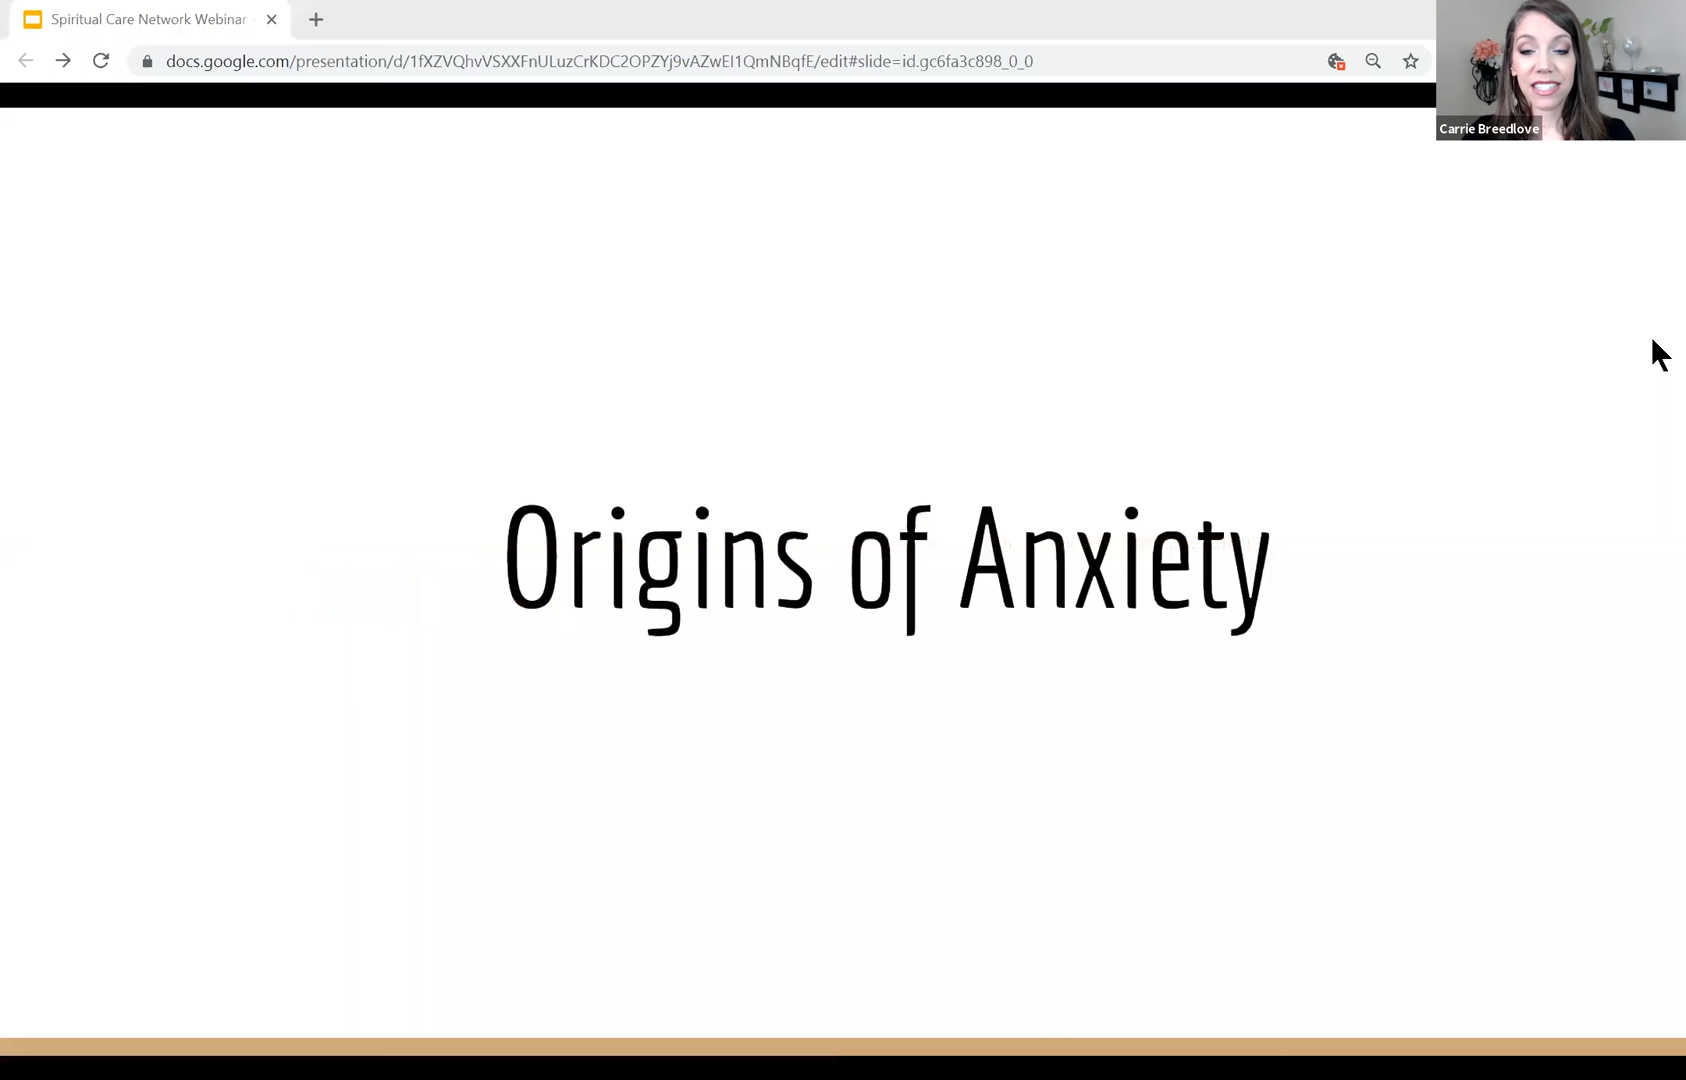 Spiritual Care Network Webinar
docs.google.com/presentation/d/1fXZVQhvVSXXFnULuzCrKDC2OPZYj9vAZwEI1QmNBqfE/edit#slide=id.gc6fa3c898_0_0
Carrie Breedlove
Origins of Anxiety